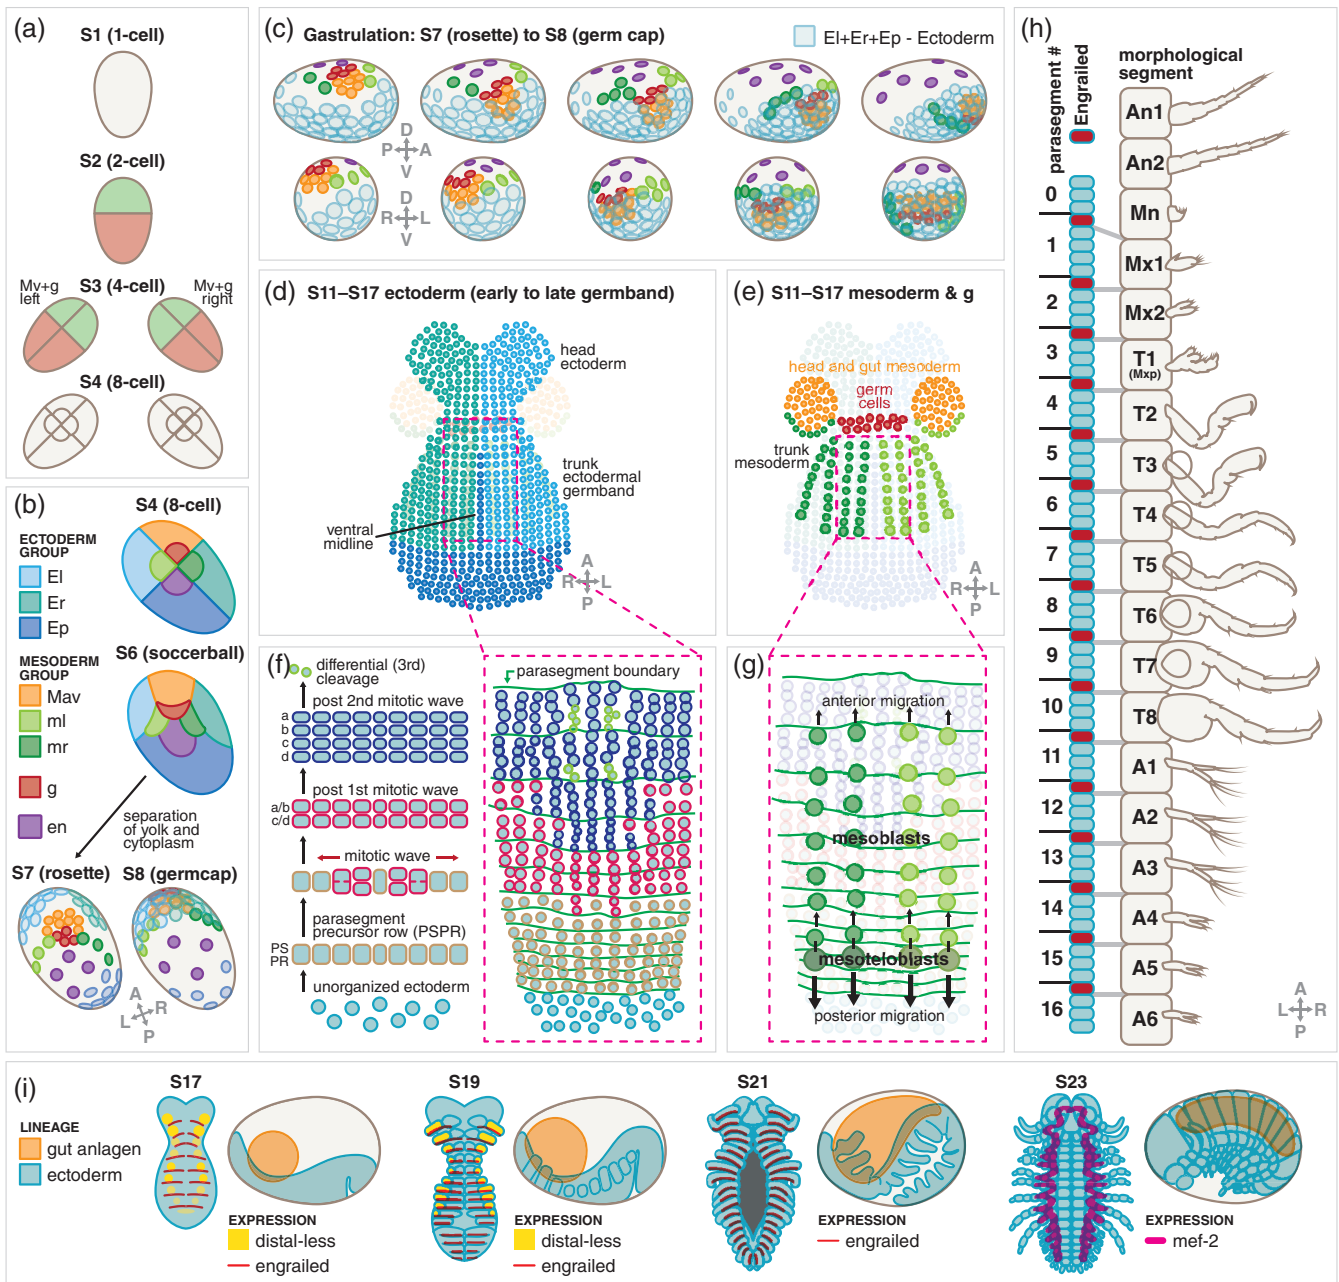 (a)
S1 (1-cell)
S2 (2-cell)
S3 (4-cell)
Mv+g
left
Mv+g
right
S4 (8-cell)
(b)
S4 (8-cell)
ECTODERM
GROUP
El
Er
Ep
S6 (soccerball)
MESODERM
GROUP
Mav
ml
mr
g
en
separation
of yolk and
cytoplasm
S7 (rosette)
S8 (germcap)
A
L R
P
(c) Gastrulation: S7 (rosette) to S8 (germ cap)
El+Er+Ep - Ectoderm
D
P A
V
D
R L
V
(d) S11–S17 ectoderm (early to late germband)
head
ectoderm
trunk
ectodermal
germband
ventral
midline
A
R L
P
(e) S11–S17 mesoderm & g
head and gut mesoderm
germ
cells
trunk
mesoderm
A
R L
P
(f)
differential (3rd)
cleavage
post 2nd mitotic wave
a
b
c
d
post 1st mitotic wave
a/b
c/d
mitotic wave
parasegment
precursor row (PSPR)
PS
PR
unorganized ectoderm
parasegment boundary
(g)
anterior migration
mesoblasts
mesoteloblasts
posterior migration
(h)
parasegment #
Engrailed
morphological
segment
0
1
2
3
4
5
6
7
8
9
10
11
12
13
14
15
16
An1
An2
Mn
Mx1
Mx2
T1
(Mxp)
T2
T3
T4
T5
T6
T7
T8
A1
A2
A3
A4
A5
A6
A
L R
P
(i)
LINEAGE
gut anlagen
ectoderm
S17
EXPRESSION
distal-less
engrailed
S19
EXPRESSION
distal-less
engrailed
S21
EXPRESSION
engrailed
S23
EXPRESSION
mef-2